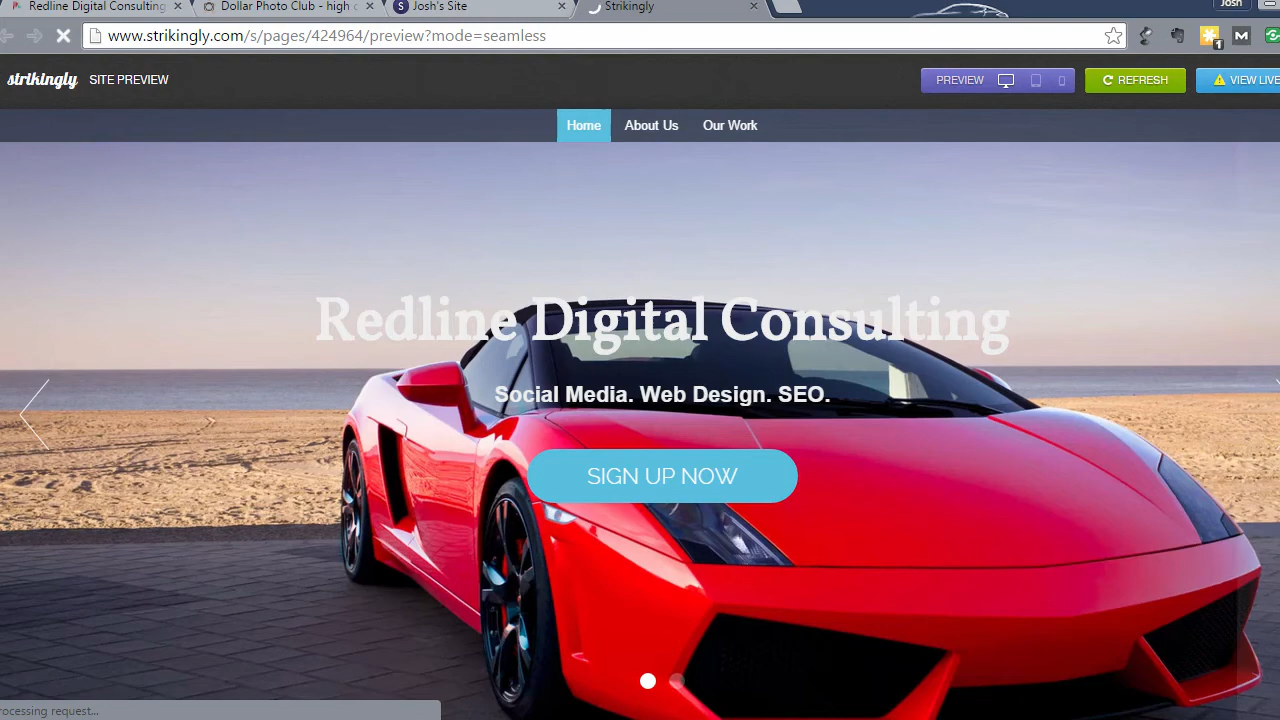 Redline Digital Consulting
Dollar Photo Club - high
Josh's Site
Strikingly
Josh
www.strikingly.com/s/pages/424964/preview?mode=seamless
1
strikingly
SITE PREVIEW
PREVIEW
REFRESH
VIEW LIVE
Home
About Us
Our Work
Redline Digital Consulting
Social Media. Web Design. SEO.
SIGN UP NOW
rocessing request...